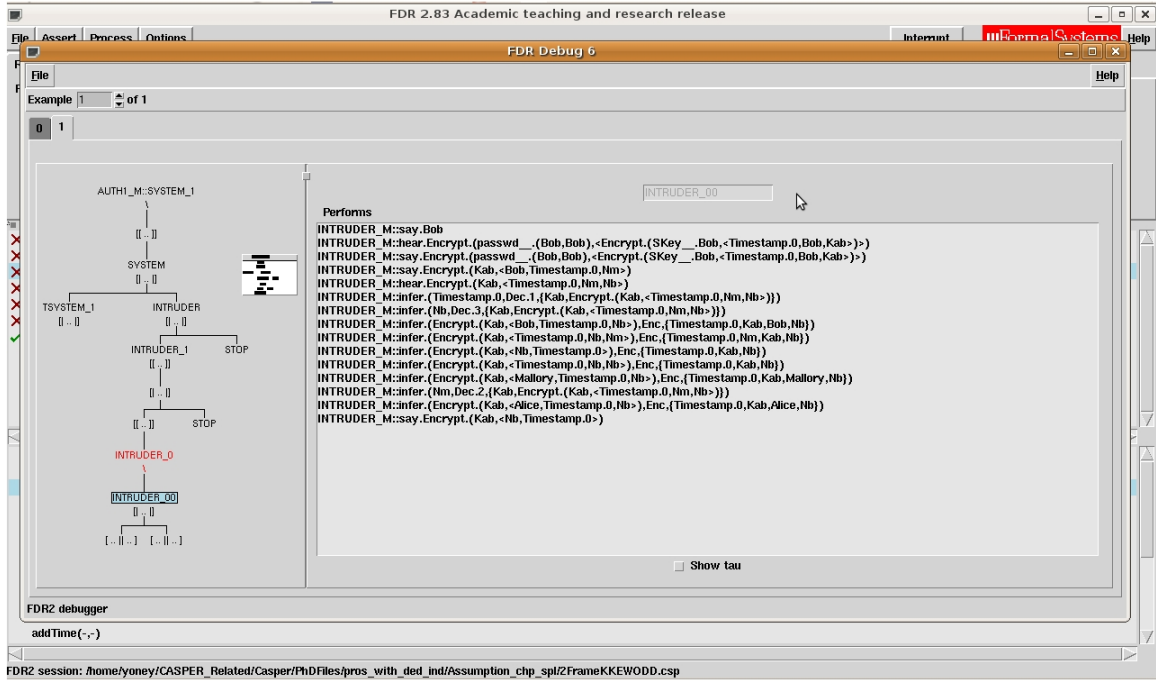 FDR 2.83 Academic teaching and research release
File Assert Process Options Interrupt FormalSystems Help
FDR Debug 6
File Help
Example 1 of 1
0 1
AUTH1_M::SYSTEM_1
\
[[ .. ]]
SYSTEM
[| .. |]
TSYSTEM_1 INTRUDER
[| .. |] [| .. |]
INTRUDER_1 STOP
[[ .. ]]
[| .. |]
[[ .. ]] STOP
INTRUDER_0
\
INTRUDER_00
[| .. |]
[ .. || .. ] [ .. || .. ]
INTRUDER_00
Performs
INTRUDER_M::say.Bob
INTRUDER_M::hear.Encrypt.(passwd__.(Bob,Bob),<Encrypt.(SKey__.Bob,<Timestamp.0,Bob,Kab>)>)
INTRUDER_M::say.Encrypt.(passwd__.(Bob,Bob),<Encrypt.(SKey__.Bob,<Timestamp.0,Bob,Kab>)>)
INTRUDER_M::say.Encrypt.(Kab,<Bob,Timestamp.0,Nm>)
INTRUDER_M::hear.Encrypt.(Kab,<Timestamp.0,Nm,Nb>)
INTRUDER_M::infer.(Timestamp.0,Dec.1,{Kab,Encrypt.(Kab,<Timestamp.0,Nm,Nb>)})
INTRUDER_M::infer.(Nb,Dec.3,{Kab,Encrypt.(Kab,<Timestamp.0,Nm,Nb>)})
INTRUDER_M::infer.(Encrypt.(Kab,<Bob,Timestamp.0,Nb>),Enc,{Timestamp.0,Kab,Bob,Nb})
INTRUDER_M::infer.(Encrypt.(Kab,<Timestamp.0,Nb,Nm>),Enc,{Timestamp.0,Nm,Kab,Nb})
INTRUDER_M::infer.(Encrypt.(Kab,<Nb,Timestamp.0>),Enc,{Timestamp.0,Kab,Nb})
INTRUDER_M::infer.(Encrypt.(Kab,<Timestamp.0,Nb,Nb>),Enc,{Timestamp.0,Kab,Nb})
INTRUDER_M::infer.(Encrypt.(Kab,<Mallory,Timestamp.0,Nb>),Enc,{Timestamp.0,Kab,Mallory,Nb})
INTRUDER_M::infer.(Nm,Dec.2,{Kab,Encrypt.(Kab,<Timestamp.0,Nm,Nb>)})
INTRUDER_M::infer.(Encrypt.(Kab,<Alice,Timestamp.0,Nb>),Enc,{Timestamp.0,Kab,Alice,Nb})
INTRUDER_M::say.Encrypt.(Kab,<Nb,Timestamp.0>)
Show tau
FDR2 debugger
addTime(-,-)
FDR2 session: /home/yoney/CASPER_Related/Casper/PhDFiles/pros_with_ded_ind/Assumption_chp_spl/2FrameKKEWODD.csp